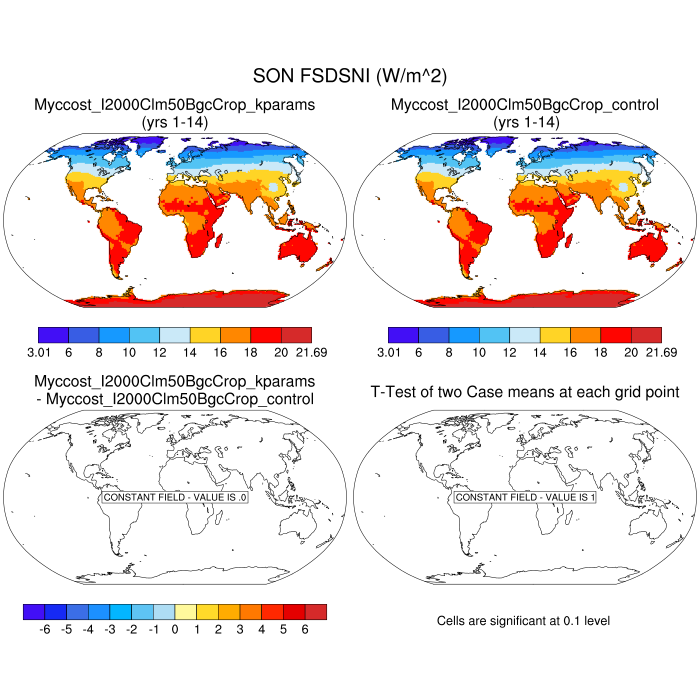 SON FSDSNI (W/m^2)
Myccost_I2000Clm50BgcCrop_kparams
(yrs 1-14)
Myccost_I2000Clm50BgcCrop_control
(yrs 1-14)
3.01 6 8 10 12 14 16 18 20 21.69
3.01 6 8 10 12 14 16 18 20 21.69
Myccost_I2000Clm50BgcCrop_kparams
- Myccost_I2000Clm50BgcCrop_control
T-Test of two Case means at each grid point
CONSTANT FIELD - VALUE IS .0
CONSTANT FIELD - VALUE IS 1
-6 -5 -4 -3 -2 -1 0 1 2 3 4 5 6
Cells are significant at 0.1 level